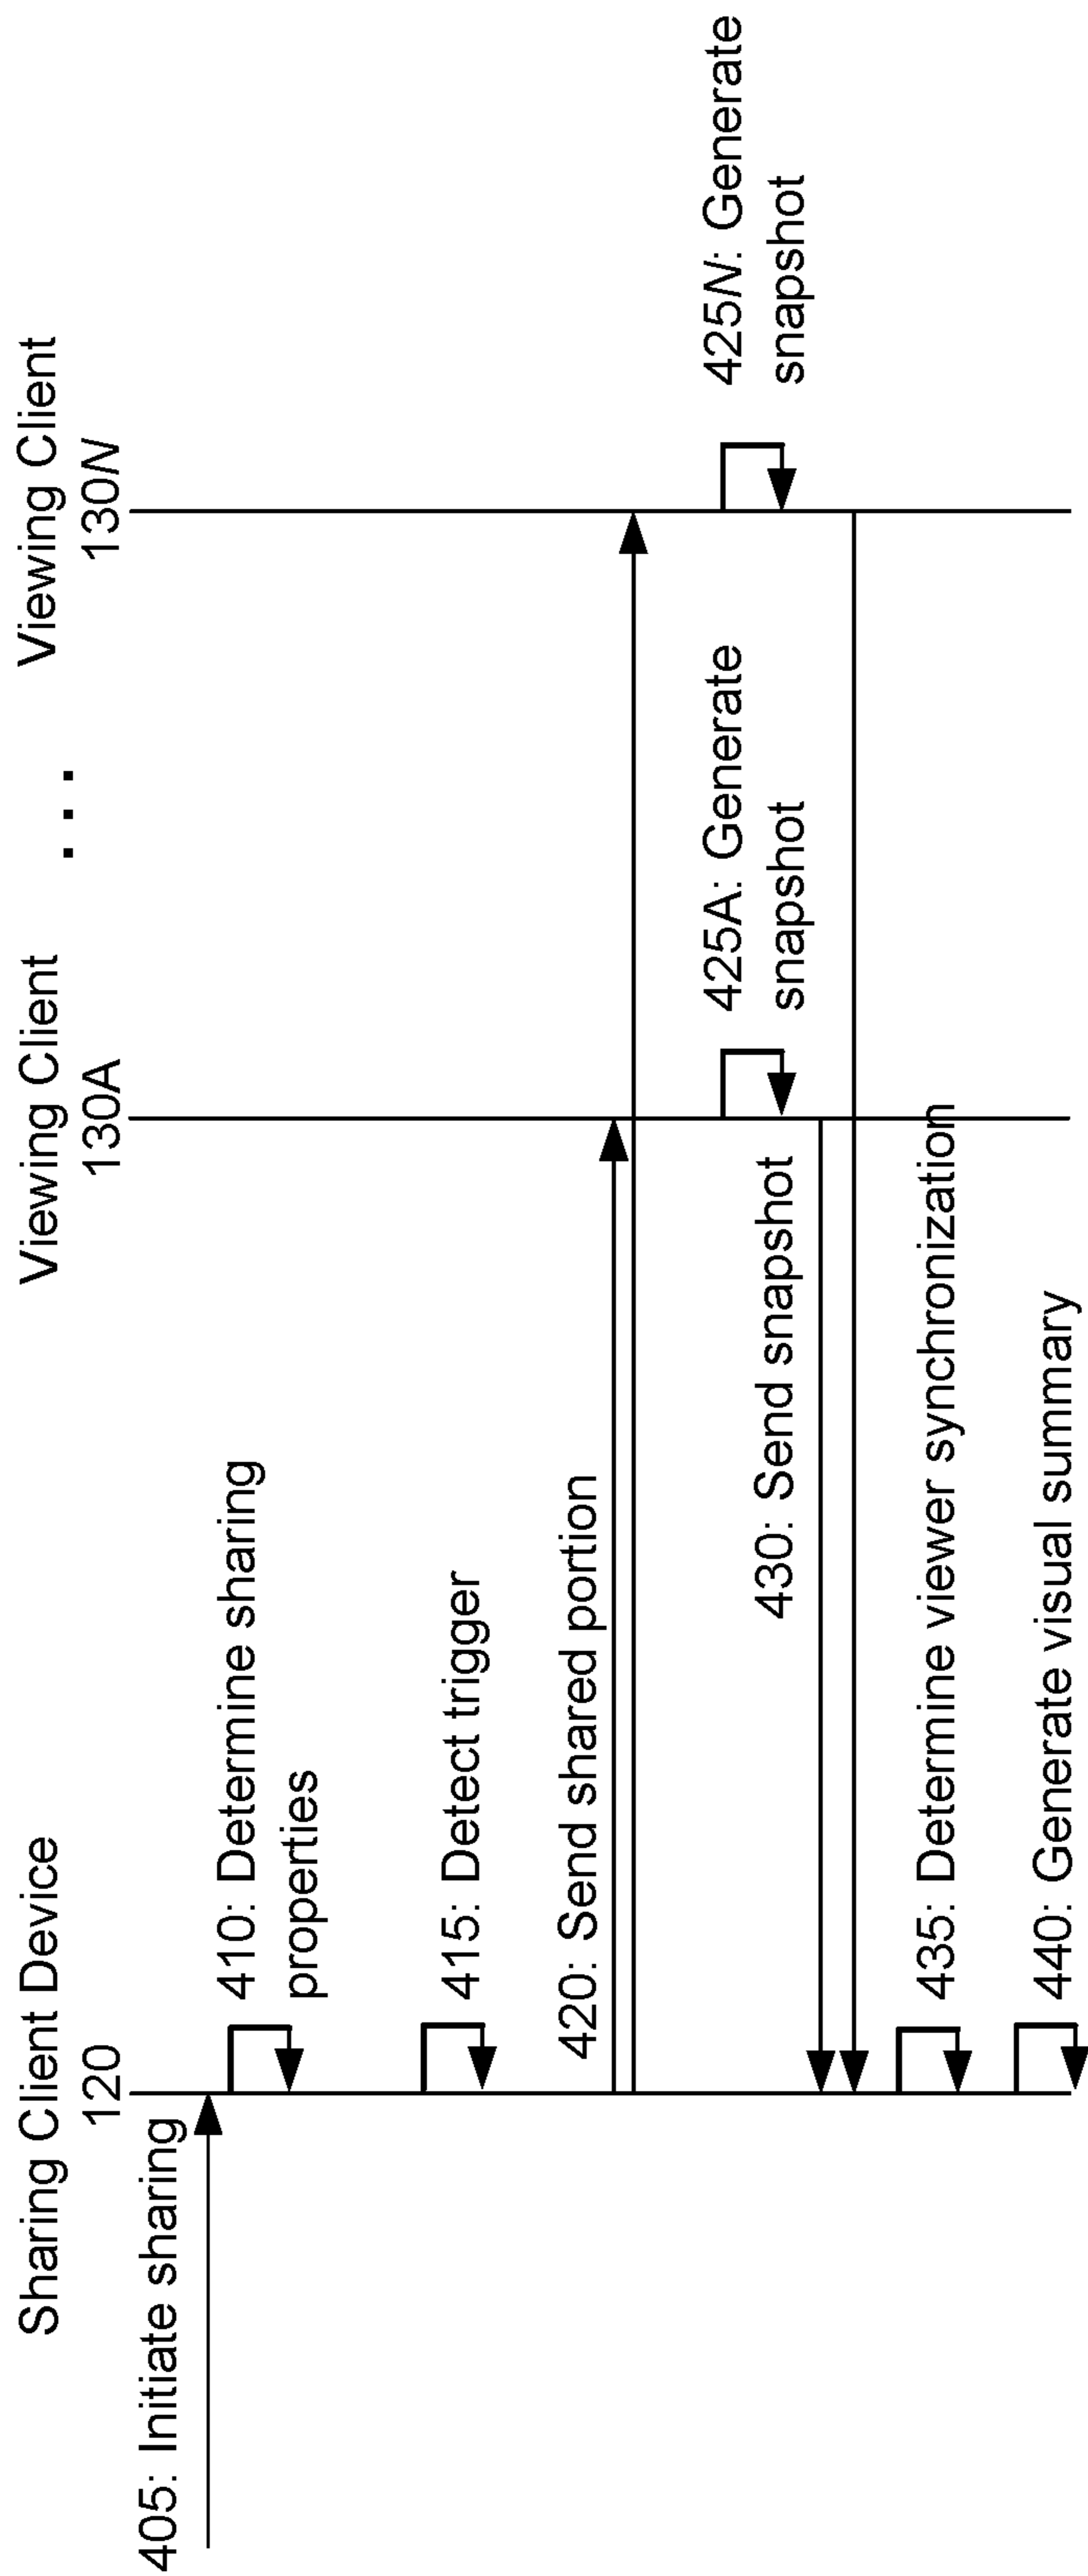 Sharing Client Device
120
Viewing Client
130A
. . .
Viewing Client
130N
405: Initiate sharing
410: Determine sharing
properties
415: Detect trigger
420: Send shared portion
425A: Generate
snapshot
425N: Generate
snapshot
430: Send snapshot
435: Determine viewer synchronization
440: Generate visual summary